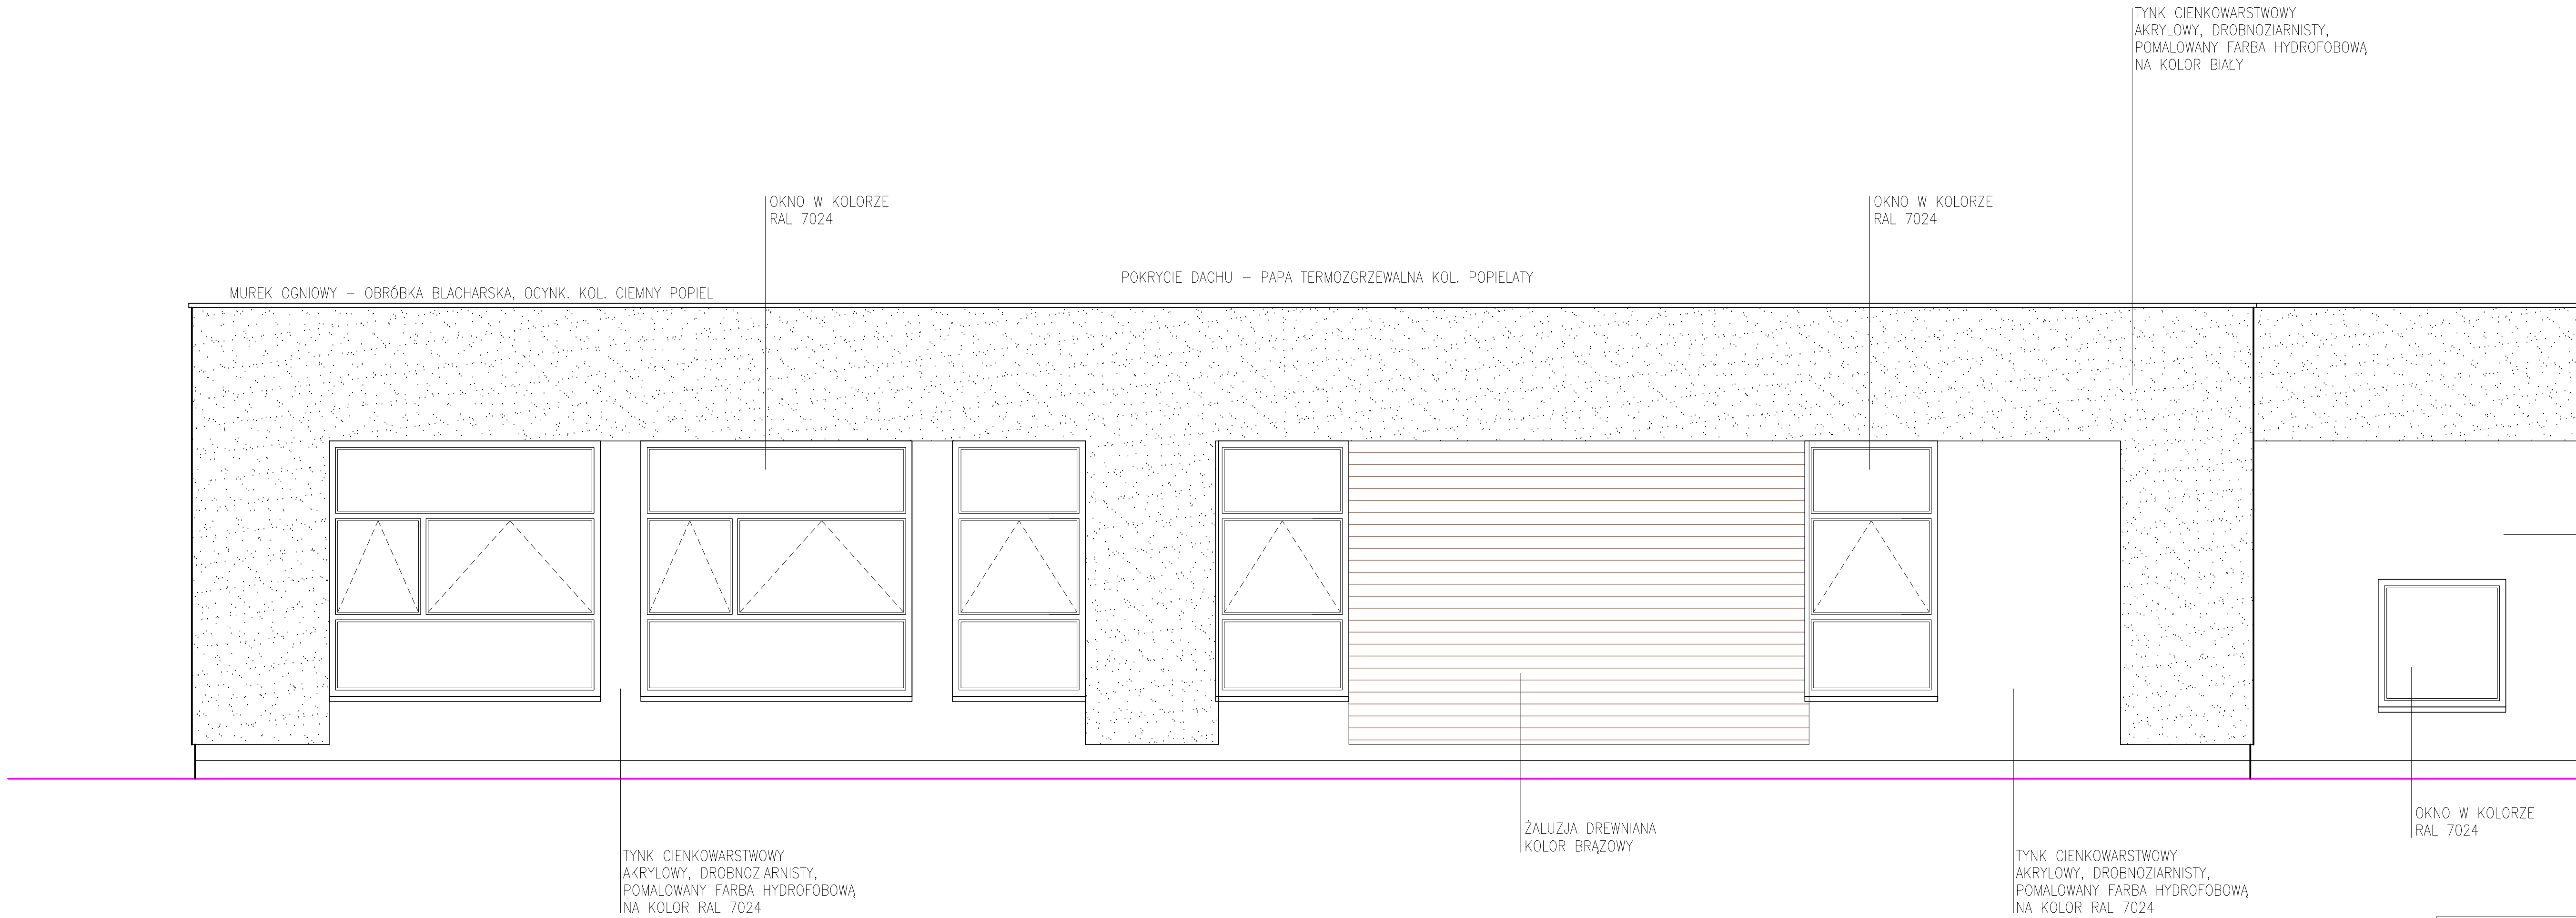 TYNK CIENKOWARSTWOWY
AKRYLOWY, DROBNOZIARNISTY,
POMALOWANY FARBA HYDROFOBOWĄ
NA KOLOR BIAŁY
OKNO W KOLORZE
RAL 7024
OKNO W KOLORZE
RAL 7024
POKRYCIE DACHU – PAPA TERMOZGRZEWALNA KOL. POPIELATY
MUREK OGNIOWY – OBRÓBKA BLACHARSKA, OCYNK. KOL. CIEMNY POPIEL
OKNO W KOLORZE
RAL 7024
ŻALUZJA DREWNIANA
KOLOR BRĄZOWY
TYNK CIENKOWARSTWOWY
AKRYLOWY, DROBNOZIARNISTY,
POMALOWANY FARBA HYDROFOBOWĄ
NA KOLOR RAL 7024
TYNK CIENKOWARSTWOWY
AKRYLOWY, DROBNOZIARNISTY,
POMALOWANY FARBA HYDROFOBOWĄ
NA KOLOR RAL 7024